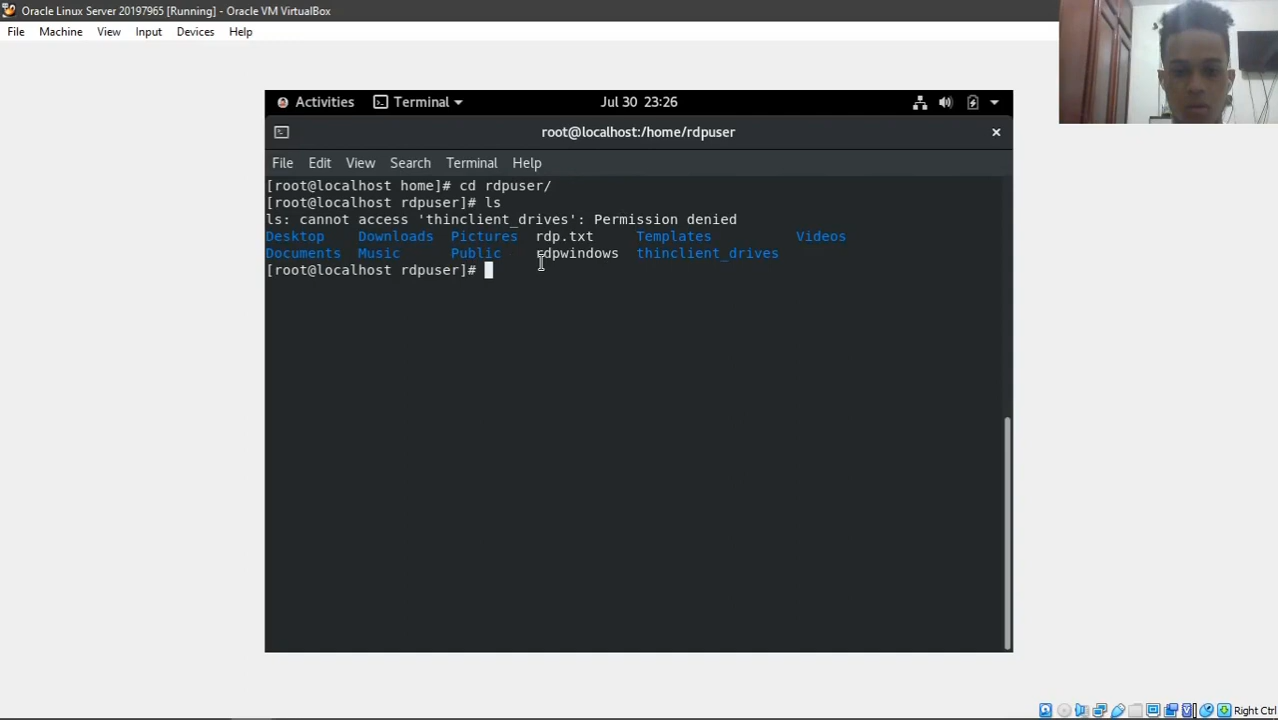 Oracle Linux Server 20197965 [Running] - Oracle VM VirtualBox
File Machine View Input Devices Help
Activities Terminal Jul 30 23:26
root@localhost:/home/rdpuser ×
File Edit View Search Terminal Help
[root@localhost home]# cd rdpuser/
[root@localhost rdpuser]# ls
ls: cannot access 'thinclient_drives': Permission denied
Desktop Downloads Pictures rdp.txt Templates Videos
Documents Music Public rdpwindows thinclient_drives
[root@localhost rdpuser]#
Right Ctrl